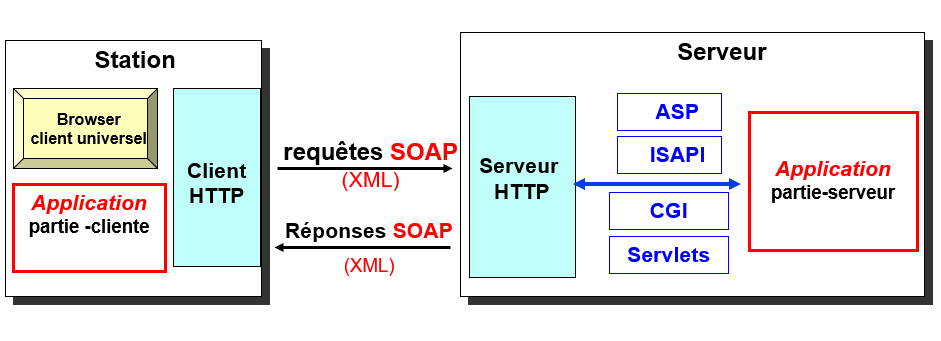 Station
Browser
client universel
Application
partie -cliente
Client
HTTP
requêtes SOAP
(XML)
Réponses SOAP
(XML)
Serveur
Serveur
HTTP
ASP
ISAPI
CGI
Servlets
Application
partie-serveur